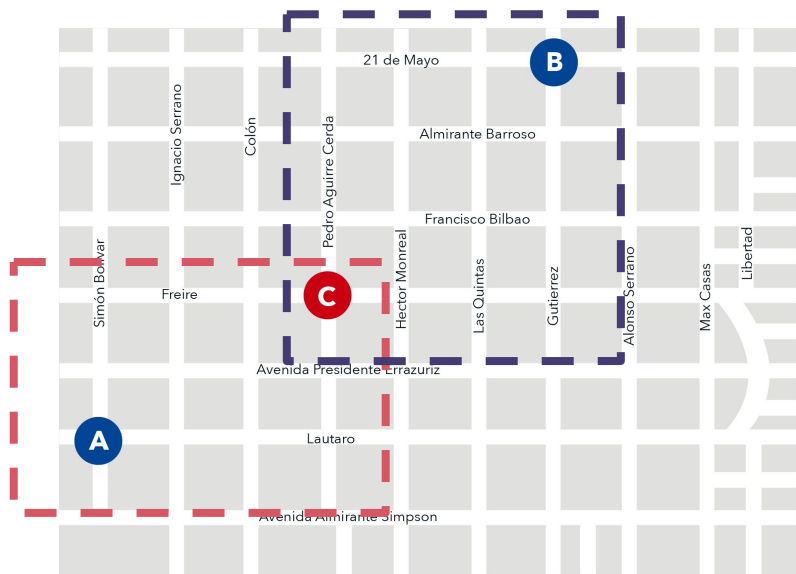 21 de Mayo
B
Ignacio Serrano
Colón
Pedro Aguirre Cerda
Almirante Barroso
Francisco Bilbao
Simón Bolivar
Freire
C
Hector Monreal
Las Quintas
Gutierrez
Alonso Serrano
Max Casas
Libertad
Avenida Presidente Errazuriz
A
Lautaro
Avenida Almirante Simpson